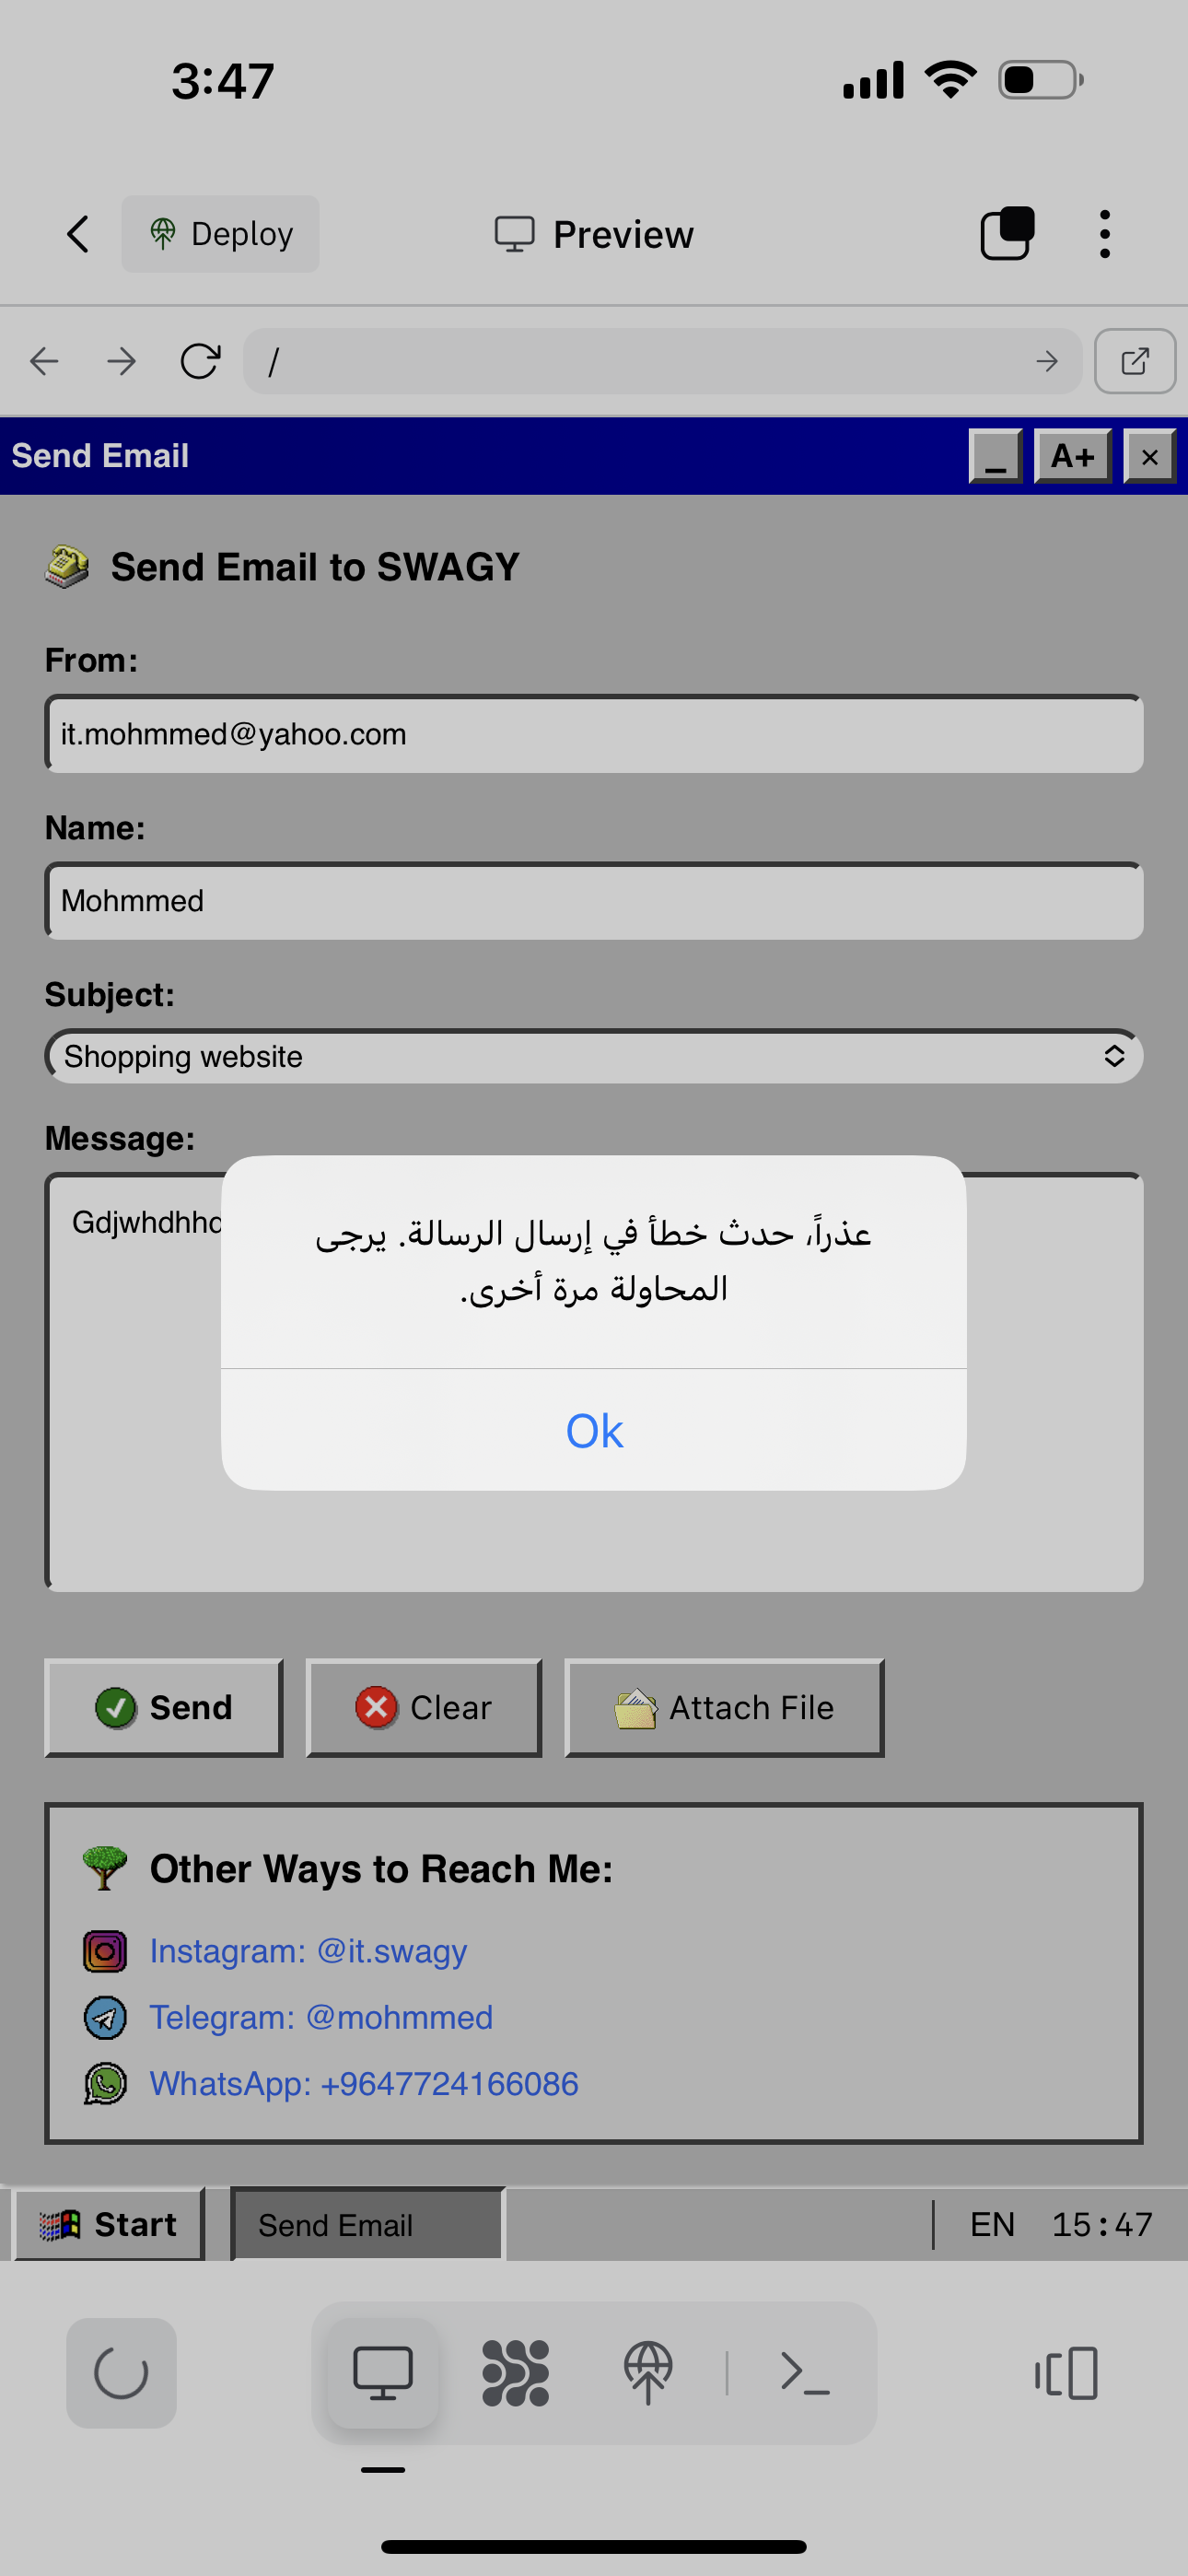 3:47
Deploy
Preview
/
Send Email
A+
Send Email to SWAGY
From:
it.mohmmed@yahoo.com
Name:
Mohmmed
Subject:
Shopping website
Message:
Gdjwhdhhd
عذراً، حدث خطأ في إرسال الرسالة. يرجى
المحاولة مرة أخرى.
Ok
Send
Clear
Attach File
Other Ways to Reach Me:
Instagram: @it.swagy
Telegram: @mohmmed
WhatsApp: +9647724166086
Start
Send Email
EN
15:47